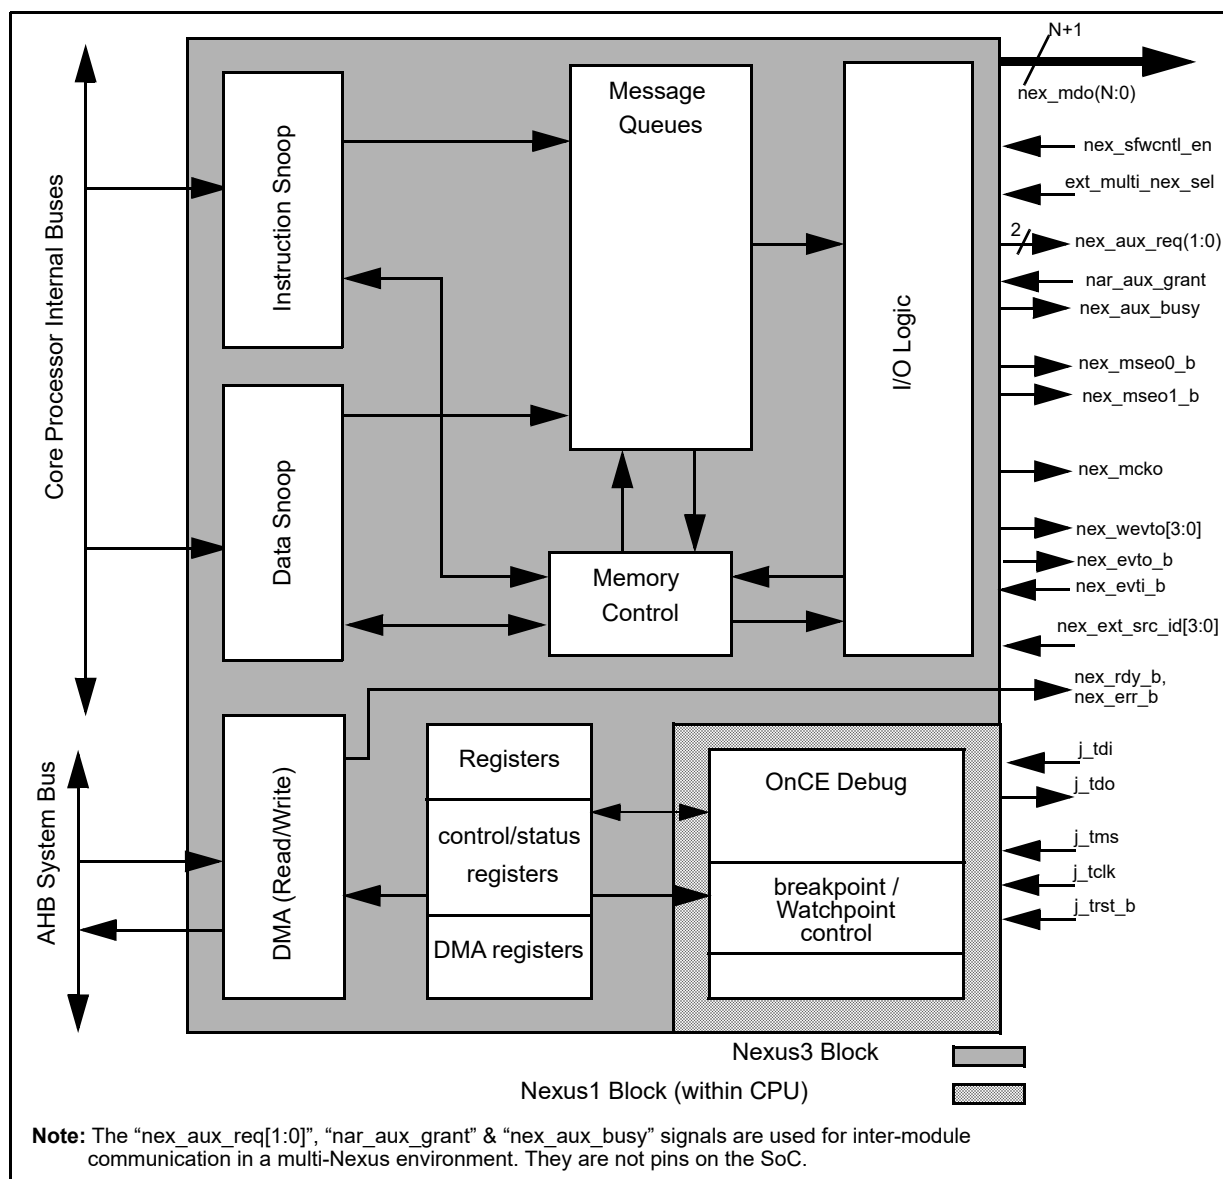 Core Processor Internal Buses
AHB System Bus
Instruction Snoop
Data Snoop
DMA (Read/Write)
Message
Queues
Memory
Control
I/O Logic
Registers
control/status
registers
DMA registers
OnCE Debug
breakpoint /
Watchpoint
control
N+1
nex_mdo(N:0)
nex_sfwcntl_en
ext_multi_nex_sel
2
nex_aux_req(1:0)
nar_aux_grant
nex_aux_busy
nex_mseo0_b
nex_mseo1_b
nex_mcko
nex_wevto[3:0]
nex_evto_b
nex_evti_b
nex_ext_src_id[3:0]
nex_rdy_b,
nex_err_b
j_tdi
j_tdo
j_tms
j_tclk
j_trst_b
Nexus3 Block
Nexus1 Block (within CPU)
Note: The “nex_aux_req[1:0]”, “nar_aux_grant” & “nex_aux_busy” signals are used for inter-module
communication in a multi-Nexus environment. They are not pins on the SoC.